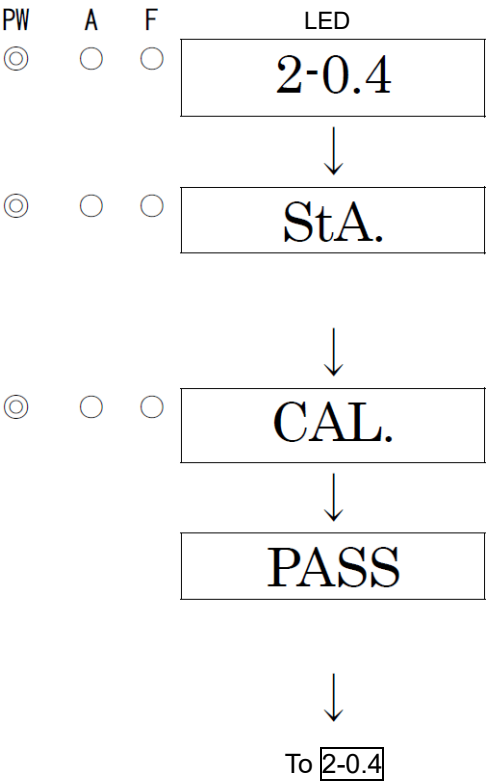 PW A F LED
◎ ○ ○ 2-0.4
↓
◎ ○ ○ StA.
↓
◎ ○ ○ CAL.
↓
PASS
↓
To 2-0.4